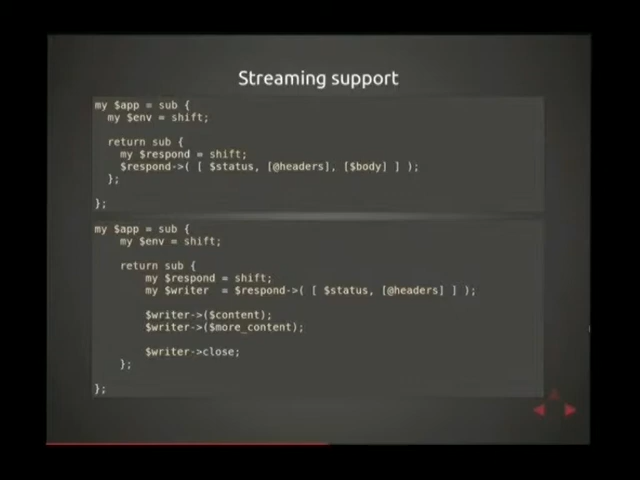 Streaming support
my $app = sub {
my $env = shift;
return sub {
my $respond = shift;
$respond->( [ $status, [@headers], [$body] ] );
};
};
my $app = sub {
my $env = shift;
return sub {
my $respond = shift;
my $writer = $respond->( [ $status, [@headers] ] );
$writer->($content);
$writer->($more_content);
$writer->close;
};
};